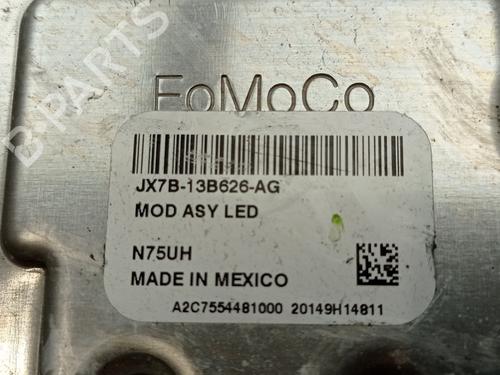 B-PARTS
FoMoCo
JX7B-13B626-AG
MOD ASY LED
N75UH
MADE IN MEXICO
A2C7554481000 20149H14811